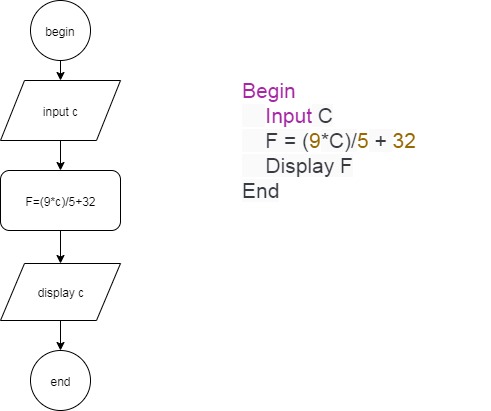 begin
input c
F=(9*c)/5+32
display c
end
Begin
Input C
F = (9*C)/5 + 32
Display F
End